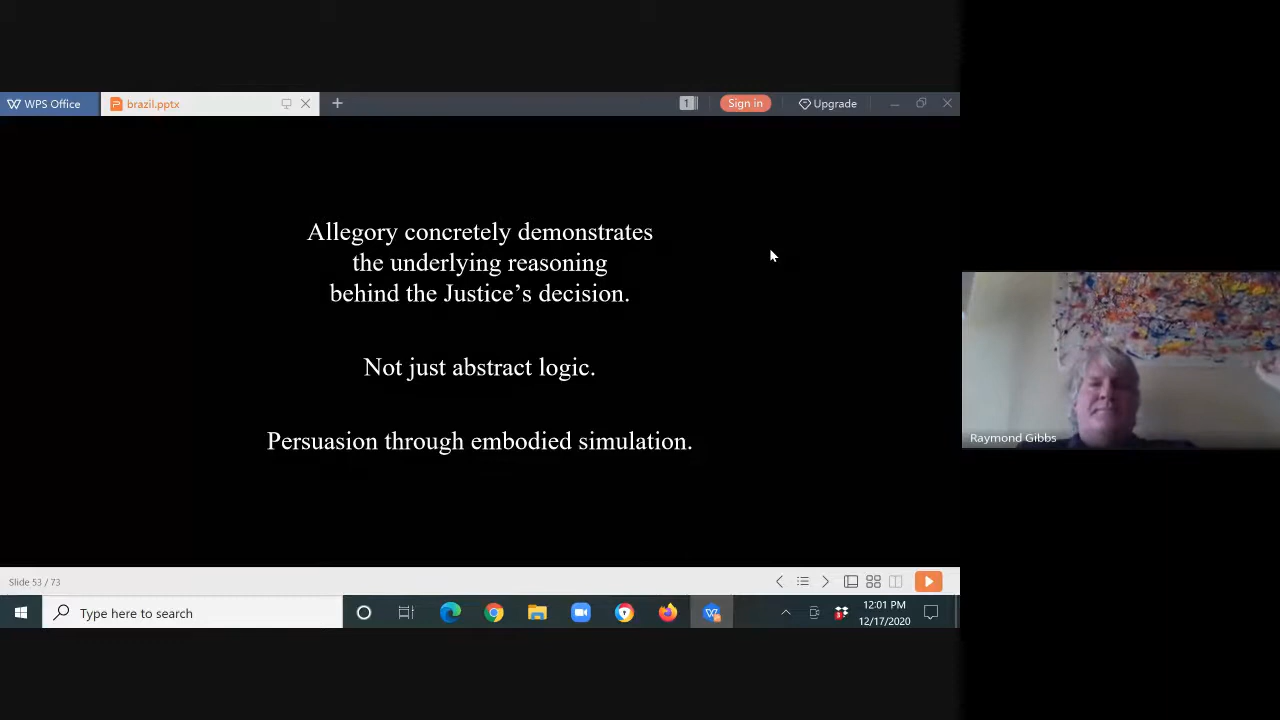 WPS Office
brazil.pptx
1
Sign in
Upgrade
Allegory concretely demonstrates
the underlying reasoning
behind the Justice’s decision.
Not just abstract logic.
Persuasion through embodied simulation.
Raymond Gibbs
Slide 53 / 73
Type here to search
12:01 PM
12/17/2020